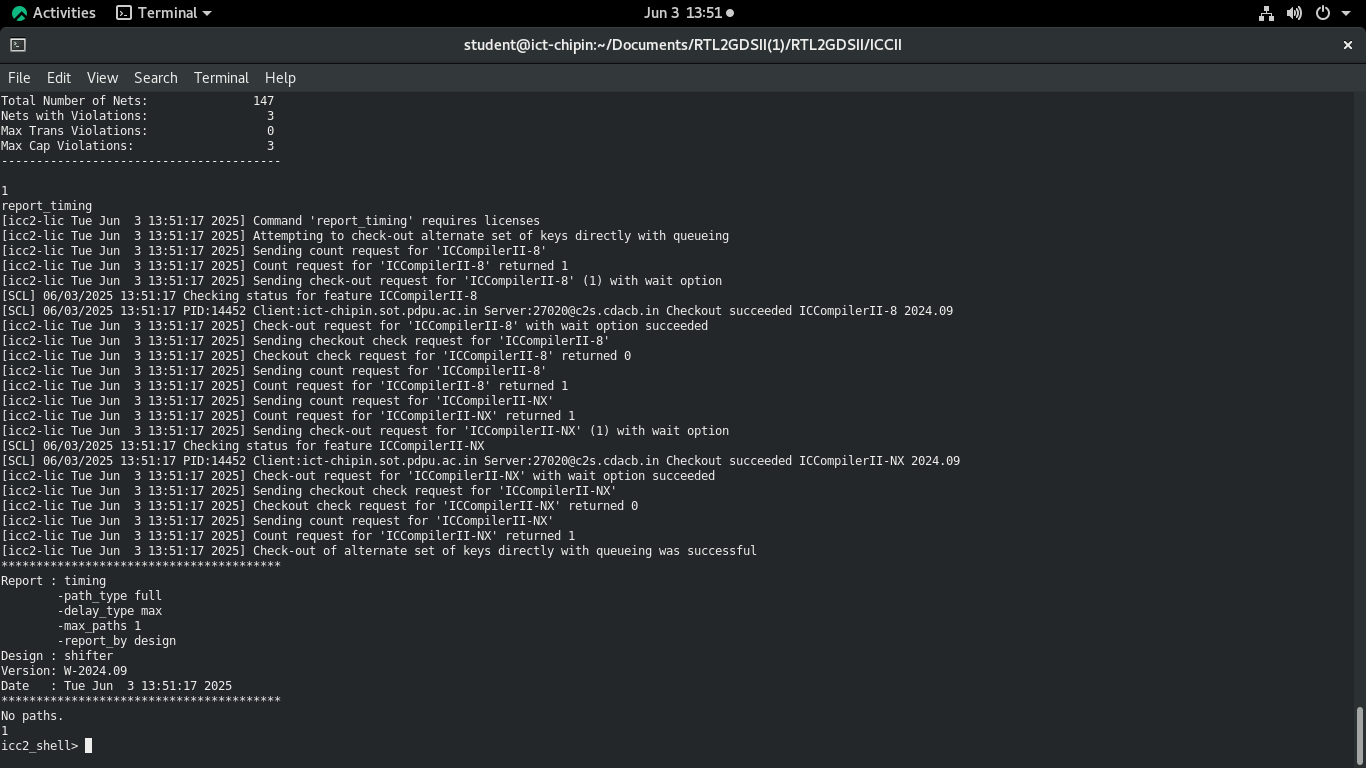 Activities Terminal Jun 3 13:51
student@ict-chipin:~/Documents/RTL2GDSII(1)/RTL2GDSII/ICCII
File Edit View Search Terminal Help
Total Number of Nets: 147
Nets with Violations: 3
Max Trans Violations: 0
Max Cap Violations: 3
----------------------------------------
1
report_timing
[icc2-lic Tue Jun  3 13:51:17 2025] Command 'report_timing' requires licenses
[icc2-lic Tue Jun  3 13:51:17 2025] Attempting to check-out alternate set of keys directly with queueing
[icc2-lic Tue Jun  3 13:51:17 2025] Sending count request for 'ICCompilerII-8'
[icc2-lic Tue Jun  3 13:51:17 2025] Count request for 'ICCompilerII-8' returned 1
[icc2-lic Tue Jun  3 13:51:17 2025] Sending check-out request for 'ICCompilerII-8' (1) with wait option
[SCL] 06/03/2025 13:51:17 Checking status for feature ICCompilerII-8
[SCL] 06/03/2025 13:51:17 PID:14452 Client:ict-chipin.sot.pdpu.ac.in Server:27020@c2s.cdacb.in Checkout succeeded ICCompilerII-8 2024.09
[icc2-lic Tue Jun  3 13:51:17 2025] Check-out request for 'ICCompilerII-8' with wait option succeeded
[icc2-lic Tue Jun  3 13:51:17 2025] Sending checkout check request for 'ICCompilerII-8'
[icc2-lic Tue Jun  3 13:51:17 2025] Checkout check request for 'ICCompilerII-8' returned 0
[icc2-lic Tue Jun  3 13:51:17 2025] Sending count request for 'ICCompilerII-8'
[icc2-lic Tue Jun  3 13:51:17 2025] Count request for 'ICCompilerII-8' returned 1
[icc2-lic Tue Jun  3 13:51:17 2025] Sending count request for 'ICCompilerII-NX'
[icc2-lic Tue Jun  3 13:51:17 2025] Count request for 'ICCompilerII-NX' returned 1
[icc2-lic Tue Jun  3 13:51:17 2025] Sending check-out request for 'ICCompilerII-NX' (1) with wait option
[SCL] 06/03/2025 13:51:17 Checking status for feature ICCompilerII-NX
[SCL] 06/03/2025 13:51:17 PID:14452 Client:ict-chipin.sot.pdpu.ac.in Server:27020@c2s.cdacb.in Checkout succeeded ICCompilerII-NX 2024.09
[icc2-lic Tue Jun  3 13:51:17 2025] Check-out request for 'ICCompilerII-NX' with wait option succeeded
[icc2-lic Tue Jun  3 13:51:17 2025] Sending checkout check request for 'ICCompilerII-NX'
[icc2-lic Tue Jun  3 13:51:17 2025] Checkout check request for 'ICCompilerII-NX' returned 0
[icc2-lic Tue Jun  3 13:51:17 2025] Sending count request for 'ICCompilerII-NX'
[icc2-lic Tue Jun  3 13:51:17 2025] Count request for 'ICCompilerII-NX' returned 1
[icc2-lic Tue Jun  3 13:51:17 2025] Check-out of alternate set of keys directly with queueing was successful
****************************************
Report : timing
-path_type full
-delay_type max
-max_paths 1
-report_by design
Design : shifter
Version: W-2024.09
Date   : Tue Jun  3 13:51:17 2025
****************************************
No paths.
1
icc2_shell>